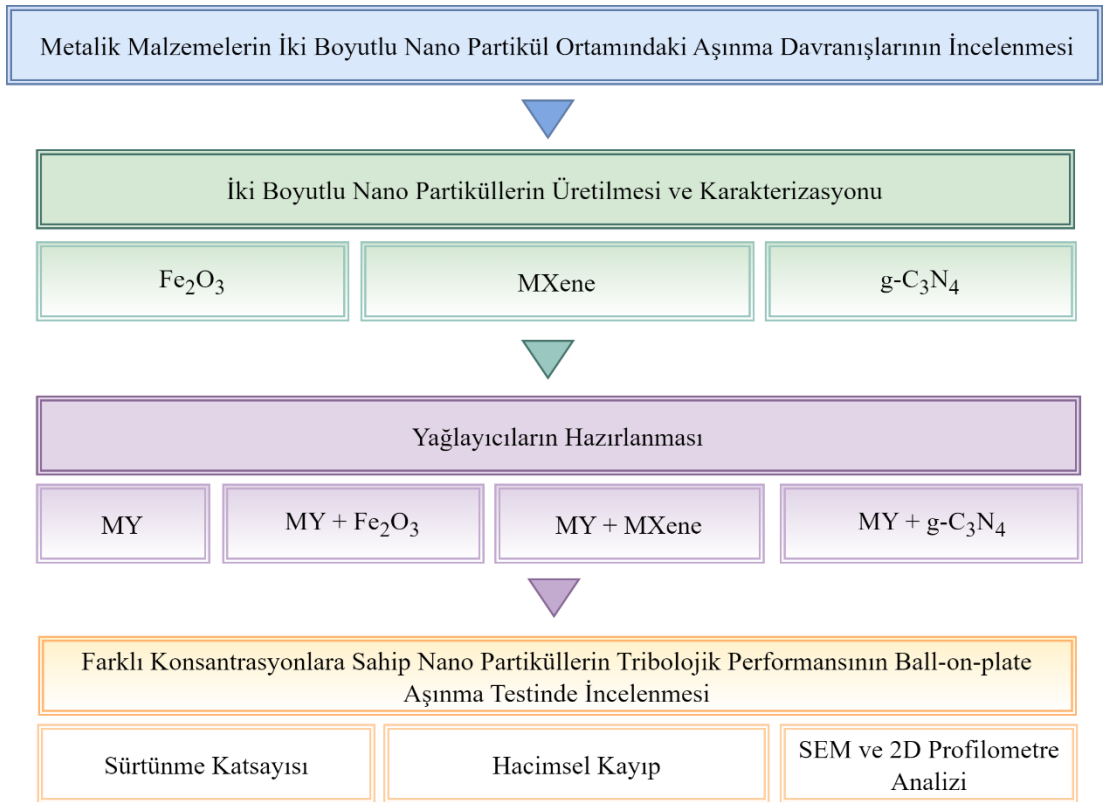 Metalik Malzemelerin İki Boyutlu Nano Partikül Ortamındaki Aşınma Davranışlarının İncelenmesi
İki Boyutlu Nano Partiküllerin Üretilmesi ve Karakterizasyonu
Fe₂O₃
MXene
g-C₃N₄
Yağlayıcıların Hazırlanması
MY
MY + Fe₂O₃
MY + MXene
MY + g-C₃N₄
Farklı Konsantrasyonlara Sahip Nano Partiküllerin Tribolojik Performansının Ball-on-plate
Aşınma Testinde İncelenmesi
Sürtünme Katsayısı
Hacimsel Kayıp
SEM ve 2D Profilometre
Analizi